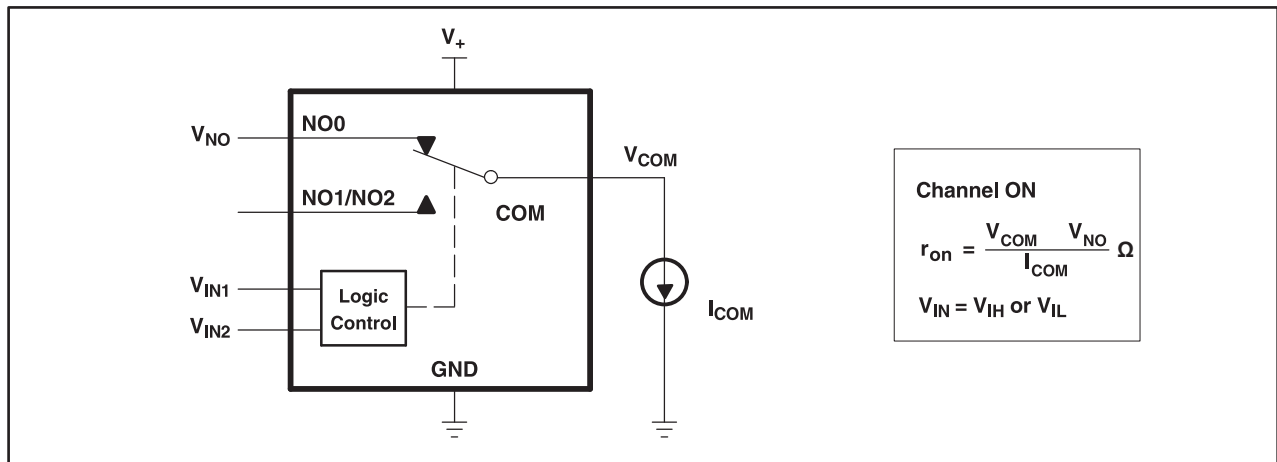 V+
VNO
NO0
VCOM
NO1/NO2
COM
VIN1
VIN2
Logic
Control
ICOM
GND
Channel ON
ron = VCOM VNO / ICOM Ω
VIN = VIH or VIL